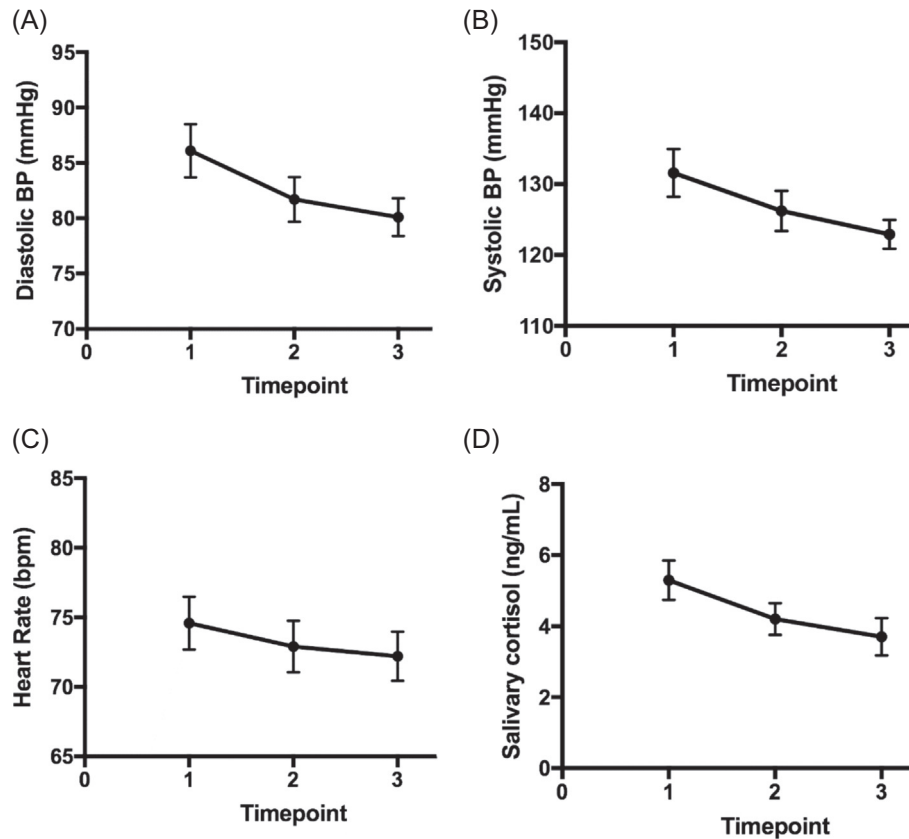 (A)
Diastolic BP (mmHg)
95
90
85
80
75
70
0 1 2 3
Timepoint
(B)
Systolic BP (mmHg)
150
140
130
120
110
0 1 2 3
Timepoint
(C)
Heart Rate (bpm)
85
80
75
70
65
0 1 2 3
Timepoint
(D)
Salivary cortisol (ng/mL)
8
6
4
2
0
0 1 2 3
Timepoint